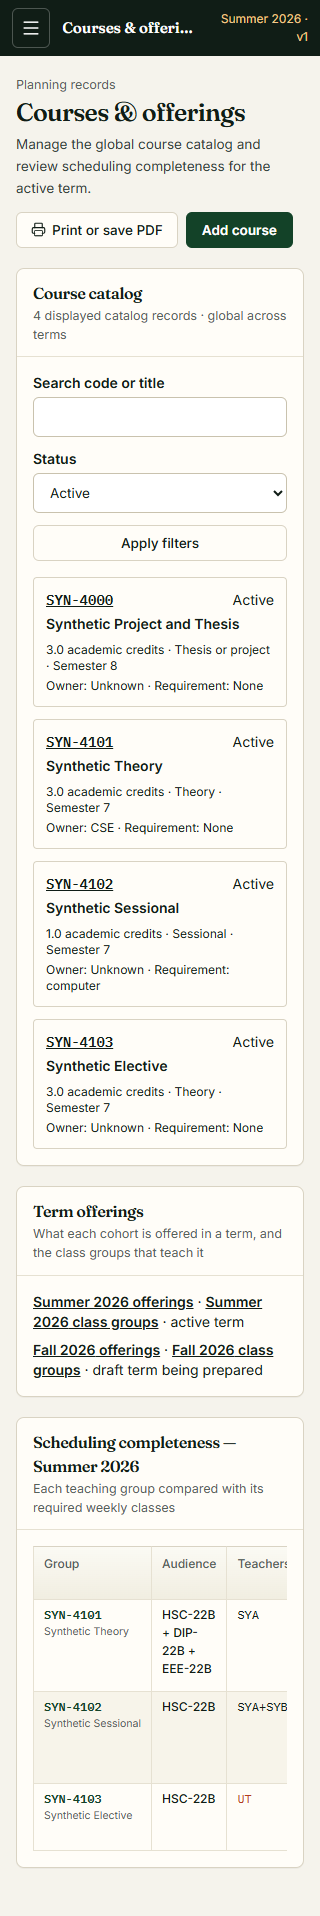 Courses & offeri...
Summer 2026 ·
v1
Planning records
Courses & offerings
Manage the global course catalog and
review scheduling completeness for the
active term.
Print or save PDF
Add course
Course catalog
4 displayed catalog records · global across
terms
Search code or title
Status
Active
Apply filters
SYN-4000
Active
Synthetic Project and Thesis
3.0 academic credits · Thesis or project
· Semester 8
Owner: Unknown · Requirement: None
SYN-4101
Active
Synthetic Theory
3.0 academic credits · Theory ·
Semester 7
Owner: CSE · Requirement: None
SYN-4102
Active
Synthetic Sessional
1.0 academic credits · Sessional ·
Semester 7
Owner: Unknown · Requirement:
computer
SYN-4103
Active
Synthetic Elective
3.0 academic credits · Theory ·
Semester 7
Owner: Unknown · Requirement: None
Term offerings
What each cohort is offered in a term, and
the class groups that teach it
Summer 2026 offerings · Summer
2026 class groups · active term
Fall 2026 offerings · Fall 2026 class
groups · draft term being prepared
Scheduling completeness —
Summer 2026
Each teaching group compared with its
required weekly classes
Group
Audience
Teachers
SYN-4101
Synthetic Theory
HSC-22B
+ DIP-
22B +
EEE-22B
SYA
SYN-4102
Synthetic Sessional
HSC-22B
SYA+SYB
SYN-4103
Synthetic Elective
HSC-22B
UT